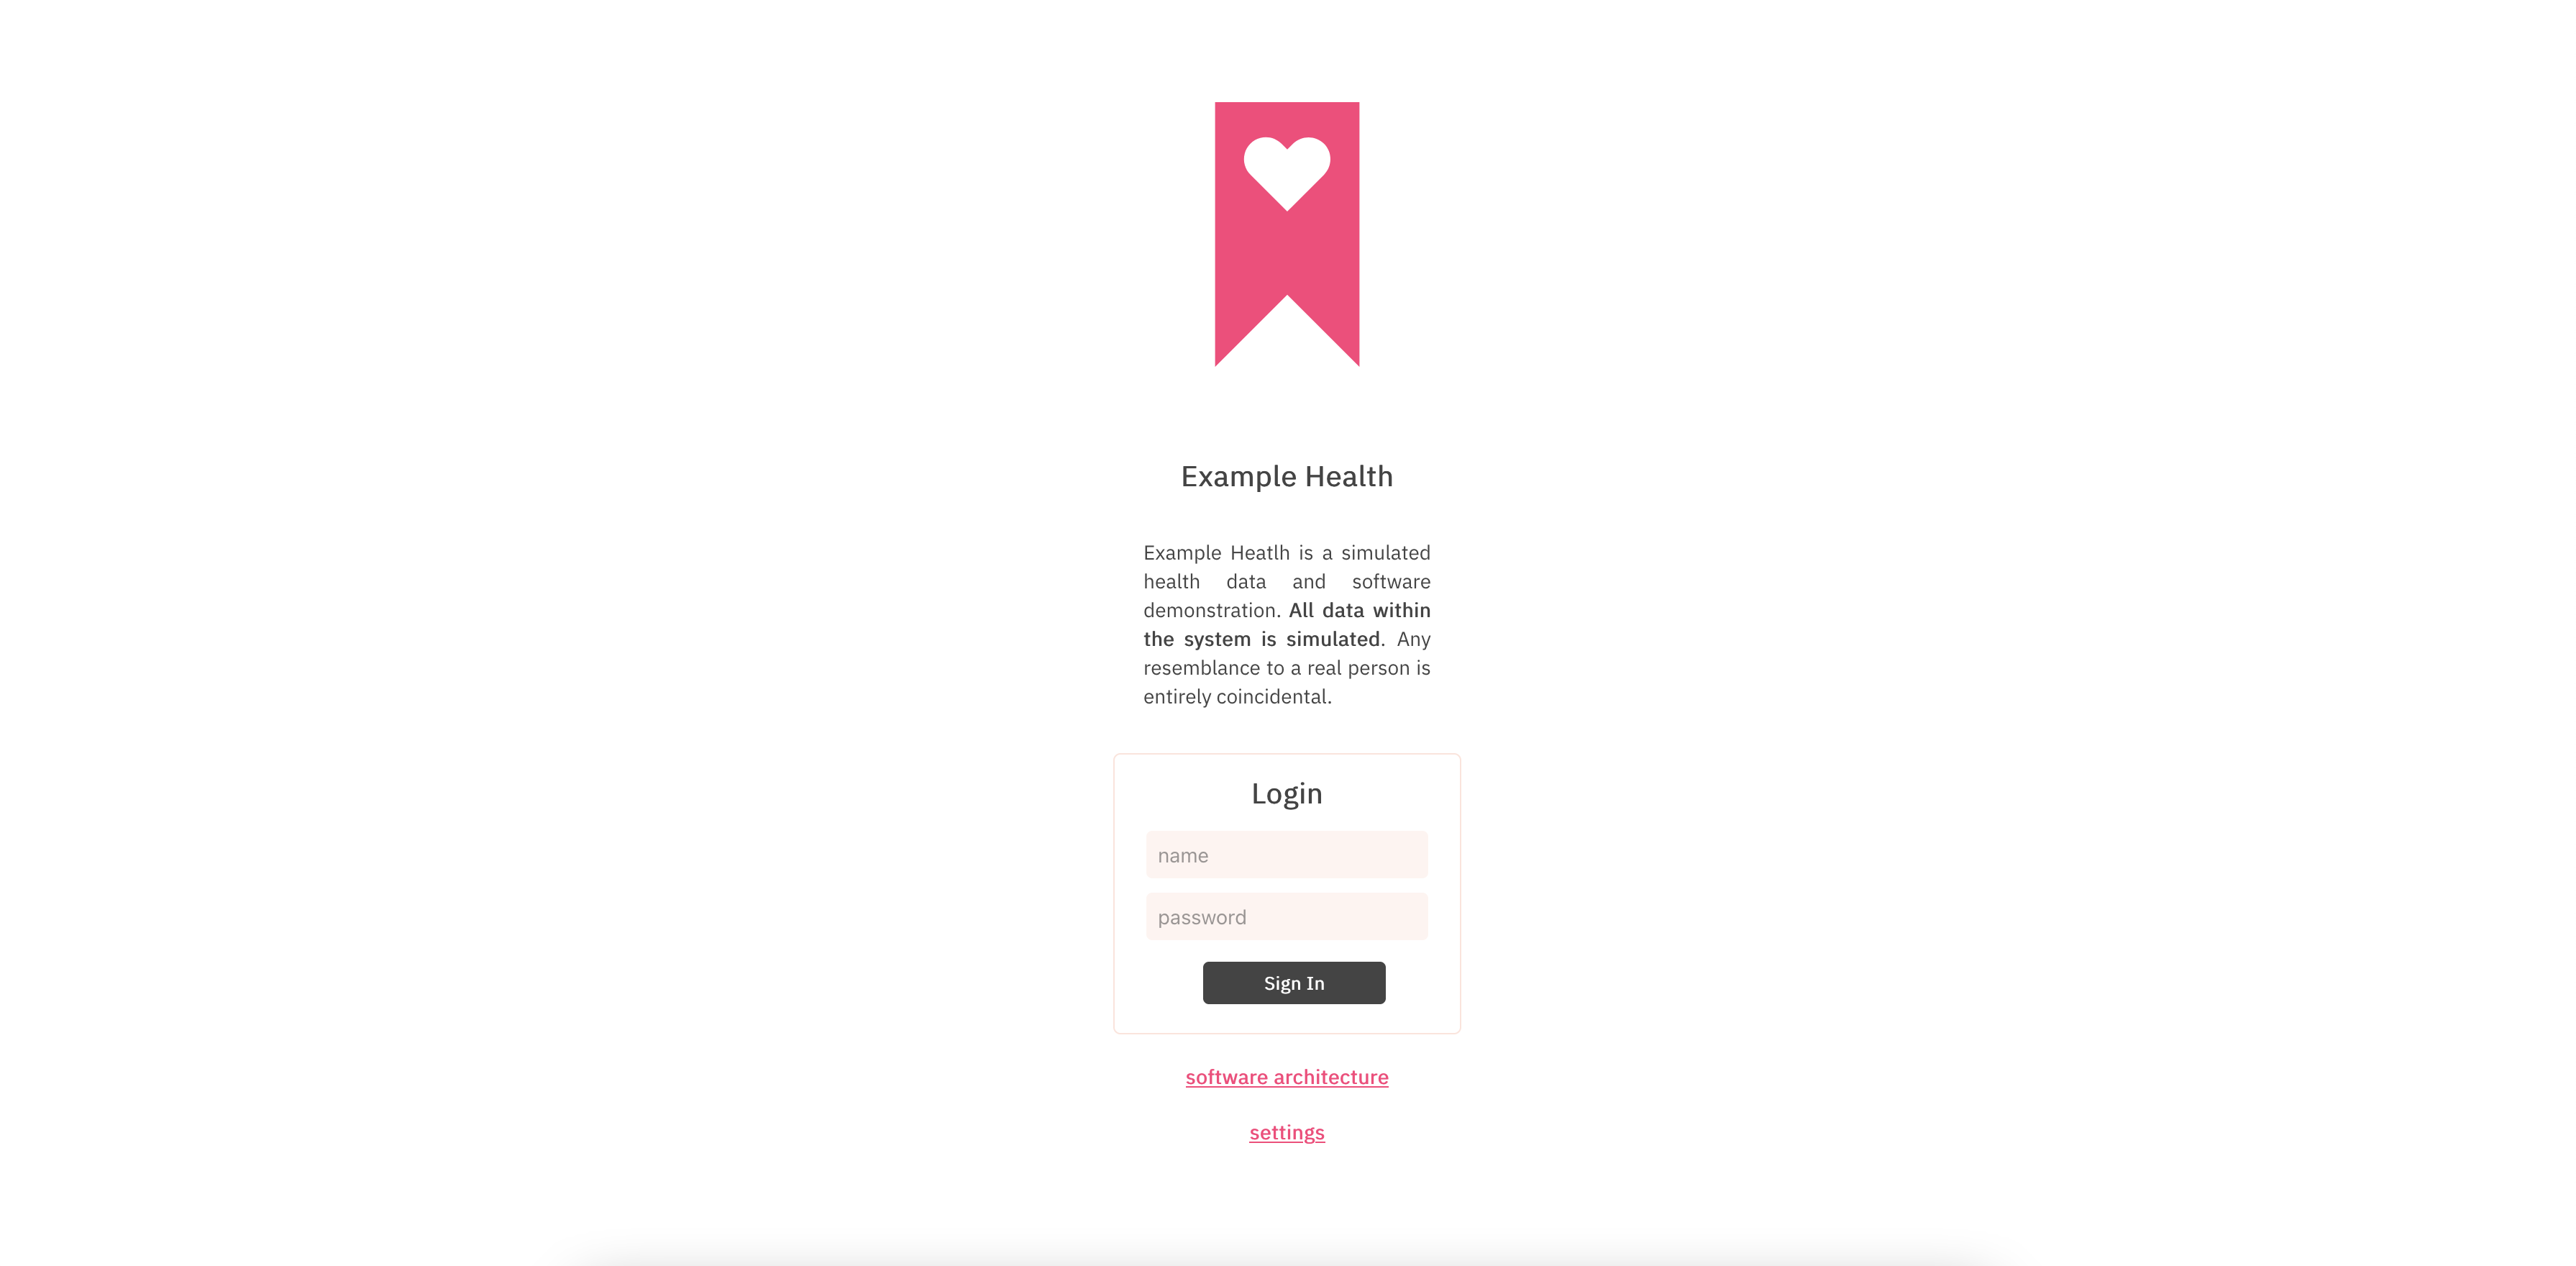 Example Health
Example Heatlh is a simulated
health data and software
demonstration. All data within
the system is simulated. Any
resemblance to a real person is
entirely coincidental.
Login
name
password
Sign In
software architecture
settings